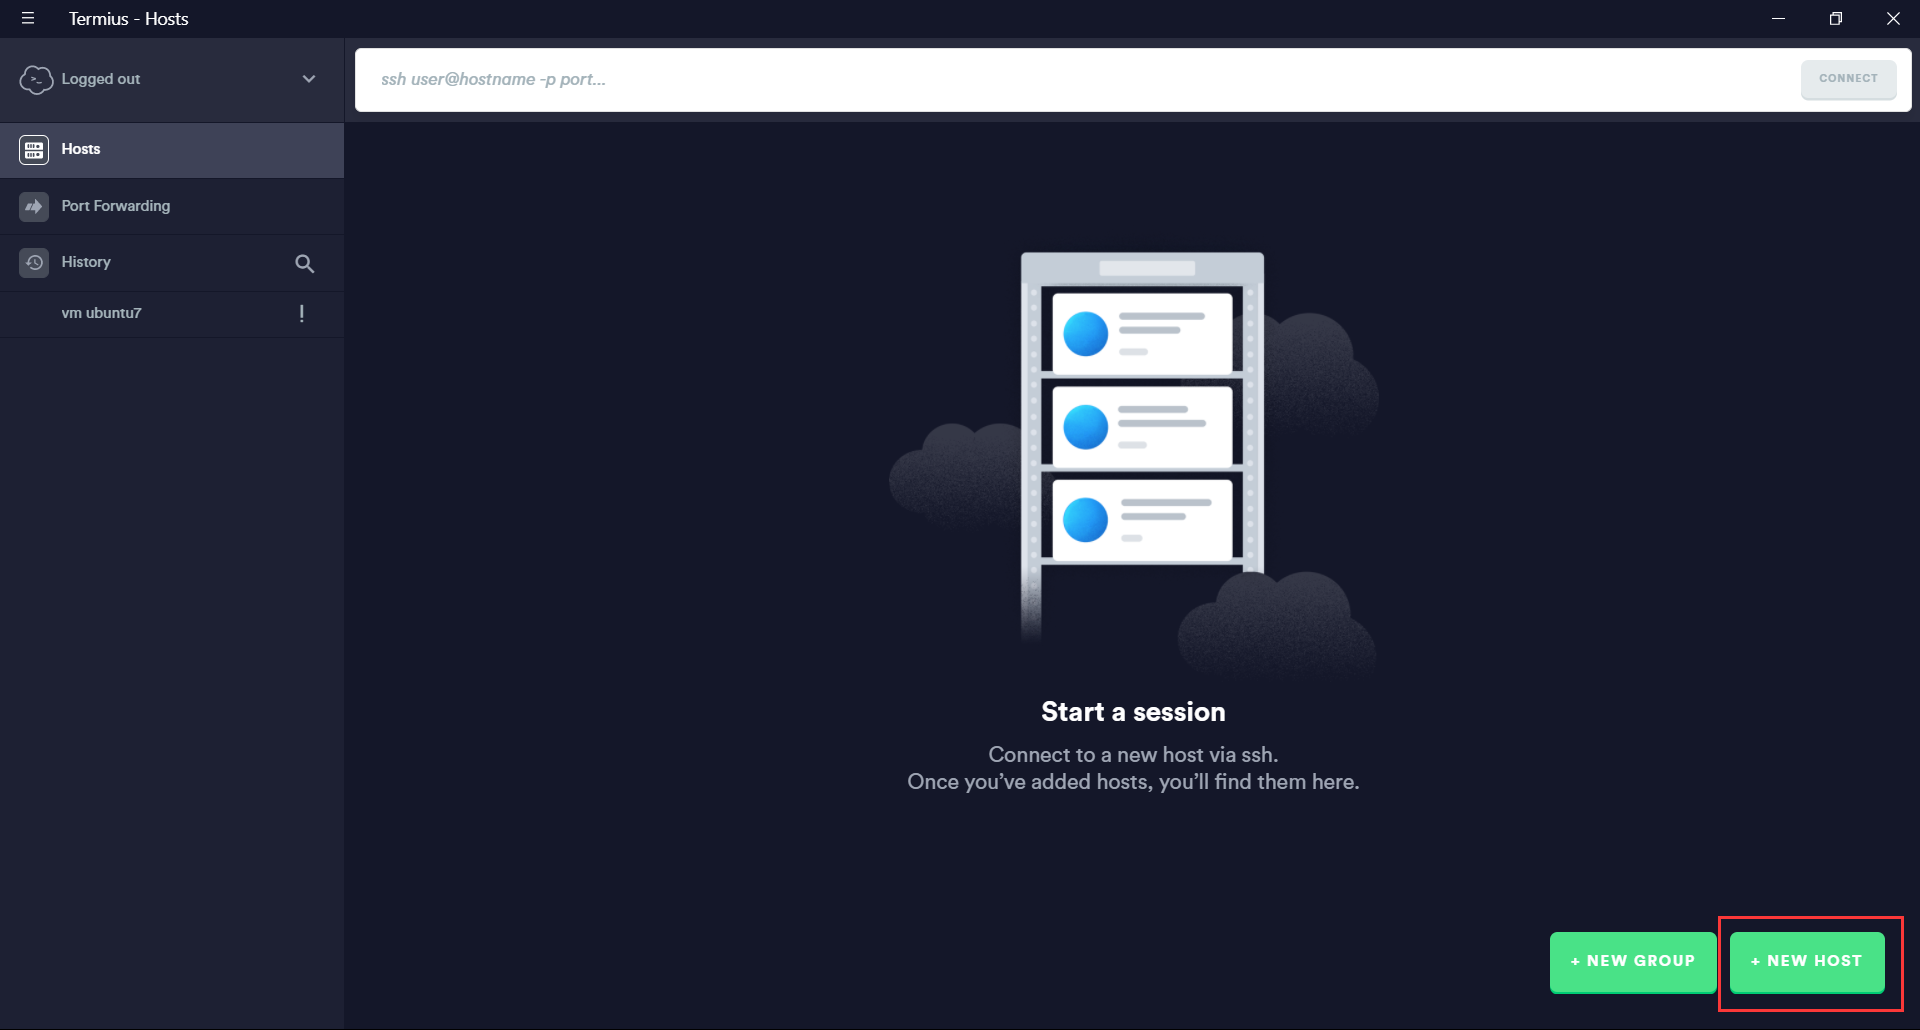 Termius - Hosts
Logged out
ssh user@hostname -p port...
CONNECT
Hosts
Port Forwarding
History
vm ubuntu7
Start a session
Connect to a new host via ssh.
Once you’ve added hosts, you’ll find them here.
+ NEW GROUP
+ NEW HOST